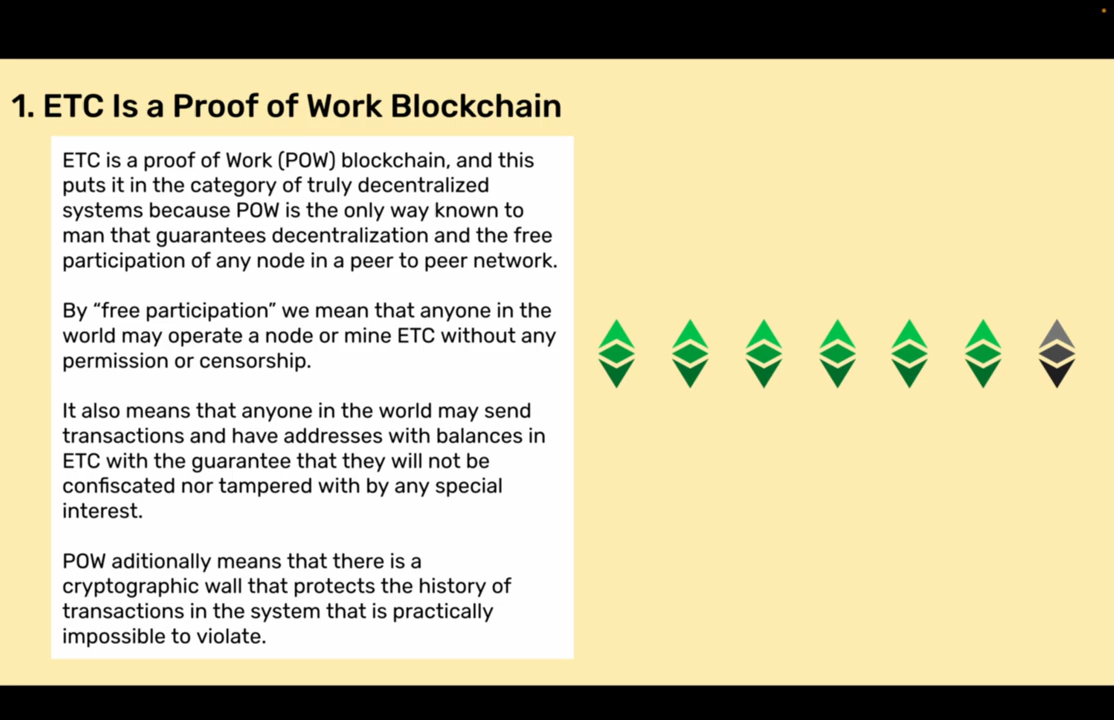 1. ETC Is a Proof of Work Blockchain
ETC is a proof of Work (POW) blockchain, and this
puts it in the category of truly decentralized
systems because POW is the only way known to
man that guarantees decentralization and the free
participation of any node in a peer to peer network.
By “free participation” we mean that anyone in the
world may operate a node or mine ETC without any
permission or censorship.
It also means that anyone in the world may send
transactions and have addresses with balances in
ETC with the guarantee that they will not be
confiscated nor tampered with by any special
interest.
POW aditionally means that there is a
cryptographic wall that protects the history of
transactions in the system that is practically
impossible to violate.